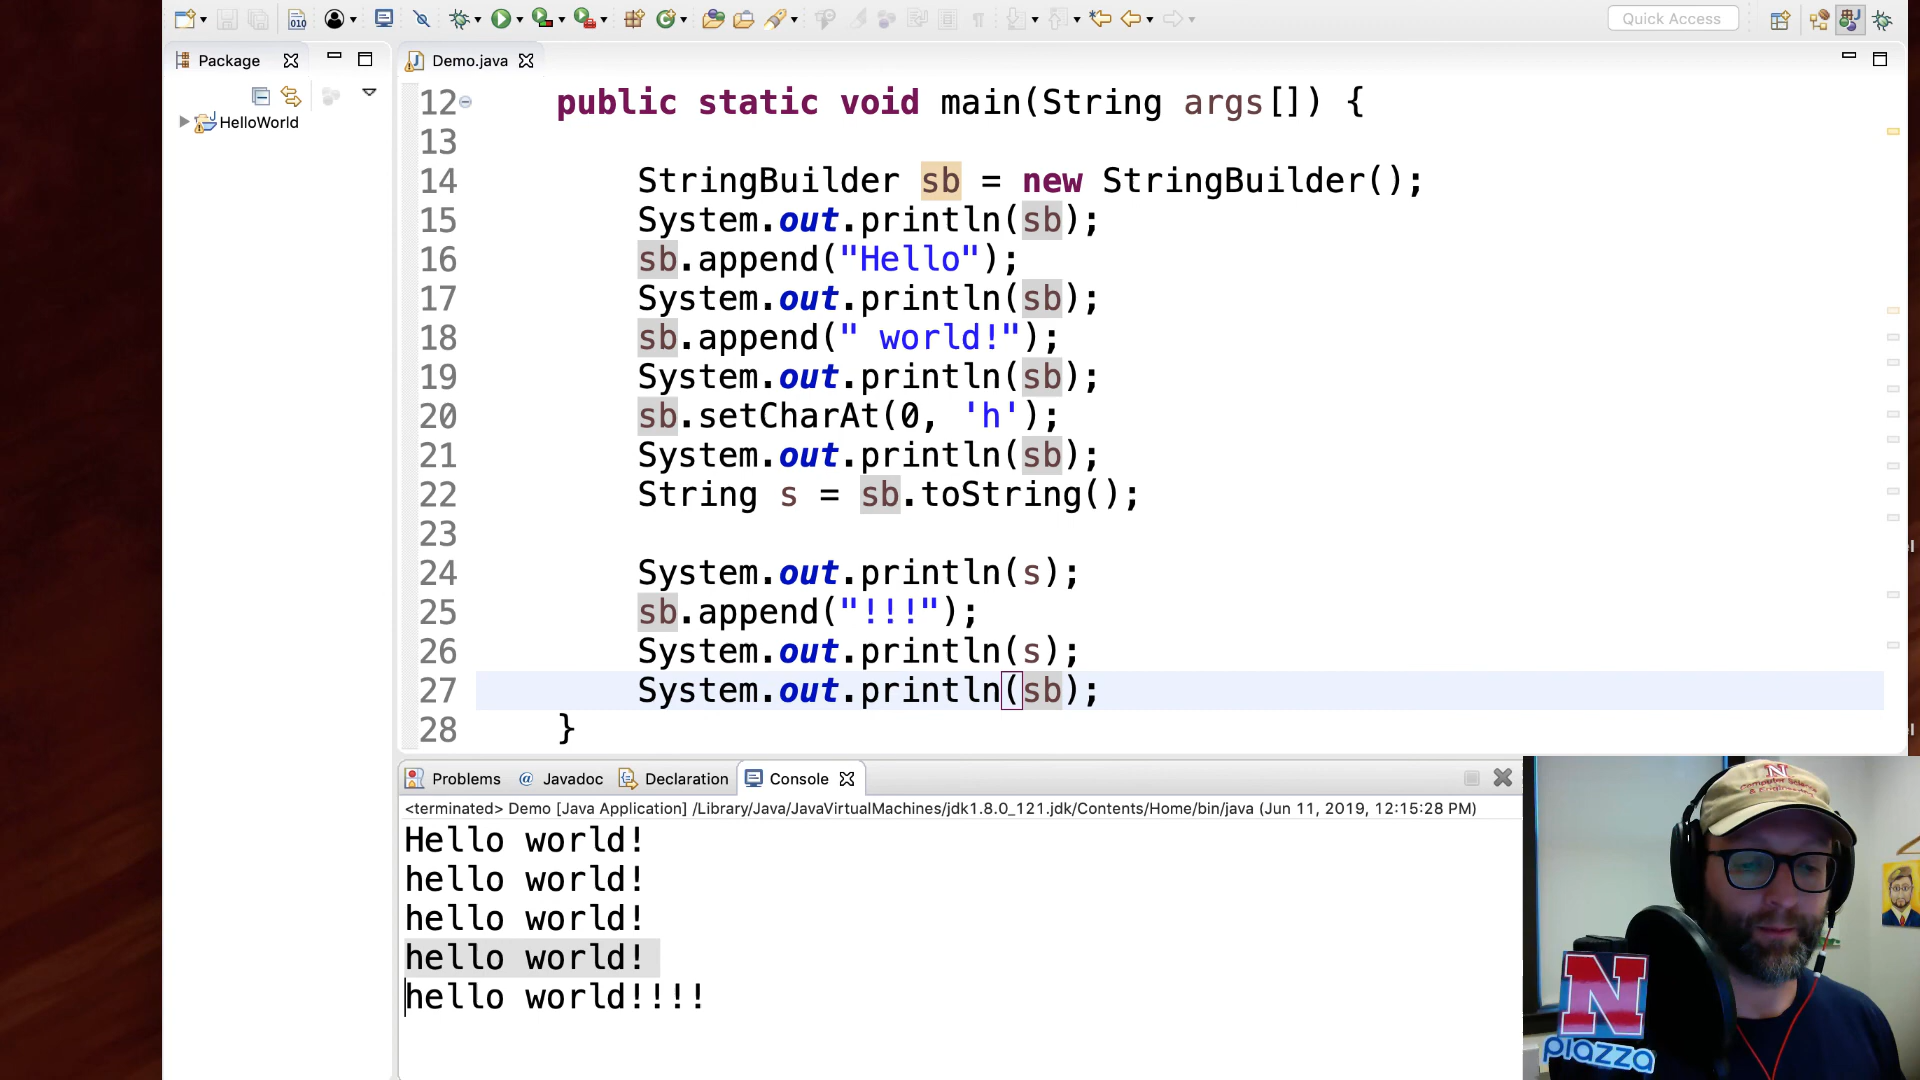 Quick Access
Package
HelloWorld
Demo.java
12 public static void main(String args[]) {
13
14 StringBuilder sb = new StringBuilder();
15 System.out.println(sb);
16 sb.append("Hello");
17 System.out.println(sb);
18 sb.append(" world!");
19 System.out.println(sb);
20 sb.setCharAt(0, 'h');
21 System.out.println(sb);
22 String s = sb.toString();
23
24 System.out.println(s);
25 sb.append("!!!");
26 System.out.println(s);
27 System.out.println(sb);
28 }
Problems @ Javadoc Declaration Console
<terminated> Demo [Java Application] /Library/Java/JavaVirtualMachines/jdk1.8.0_121.jdk/Contents/Home/bin/java (Jun 11, 2019, 12:15:28 PM)
Hello world!
hello world!
hello world!
hello world!
hello world!!!!
N
Computer Science
& Engineering
N
piazza